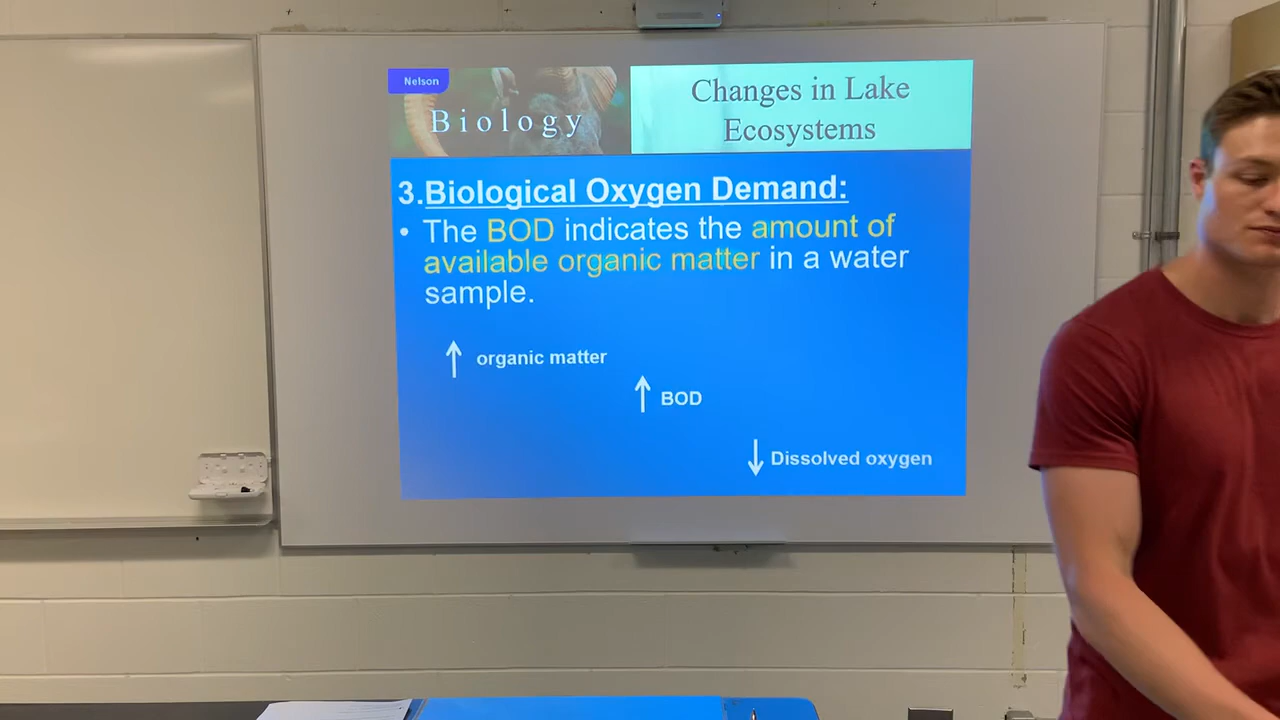 Nelson
Biology
Changes in Lake
Ecosystems
3.Biological Oxygen Demand:
• The BOD indicates the amount of
available organic matter in a water
sample.
↑ organic matter
↑ BOD
↓ Dissolved oxygen